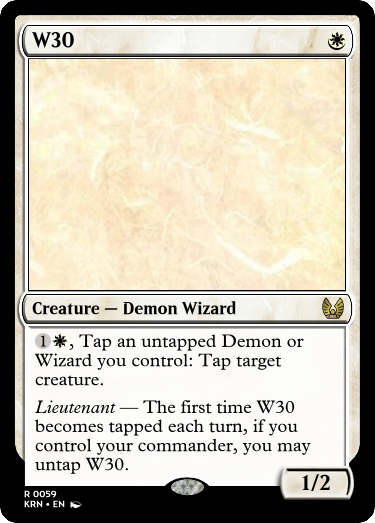 W30
Creature — Demon Wizard
1, Tap an untapped Demon or
Wizard you control: Tap target
creature.
Lieutenant — The first time W30
becomes tapped each turn, if you
control your commander, you may
untap W30.
1/2
R 0059
KRN • EN